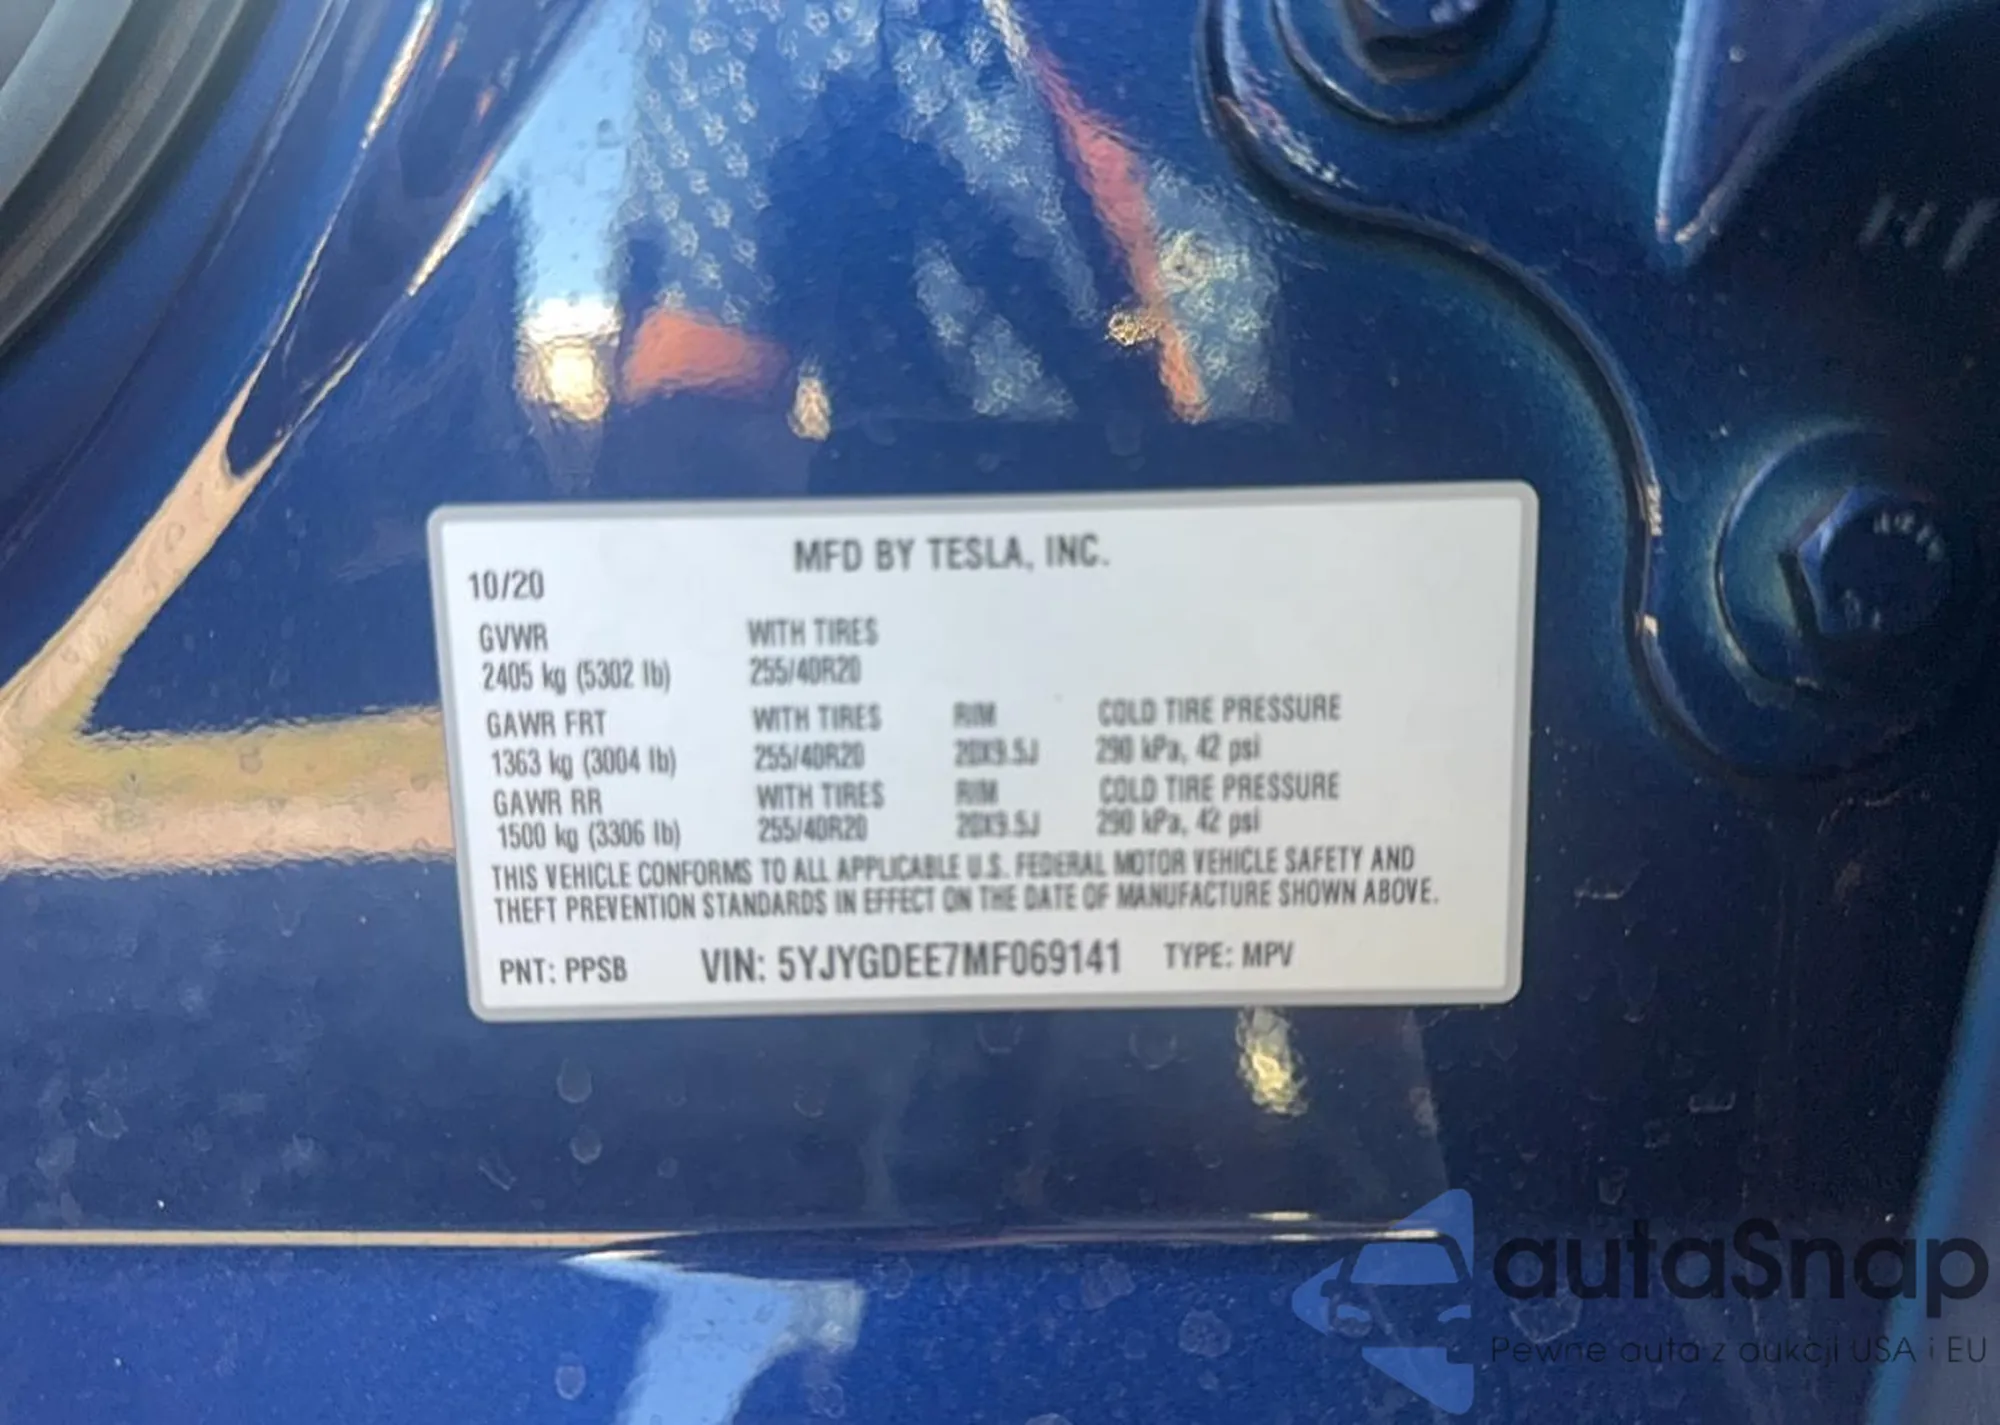 MFD BY TESLA, INC.
10/20
GVWR WITH TIRES
2405 kg (5302 lb) 255/40R20
GAWR FRT WITH TIRES RIM COLD TIRE PRESSURE
1363 kg (3004 lb) 255/40R20 20X9.5J 290 kPa, 42 psi
GAWR RR WITH TIRES RIM COLD TIRE PRESSURE
1500 kg (3306 lb) 255/40R20 20X9.5J 290 kPa, 42 psi
THIS VEHICLE CONFORMS TO ALL APPLICABLE U.S. FEDERAL MOTOR VEHICLE SAFETY AND
THEFT PREVENTION STANDARDS IN EFFECT ON THE DATE OF MANUFACTURE SHOWN ABOVE.
PNT: PPSB VIN: 5YJYGDEE7MF069141 TYPE: MPV
autaSnap
Pewne auta z aukcji USA i EU